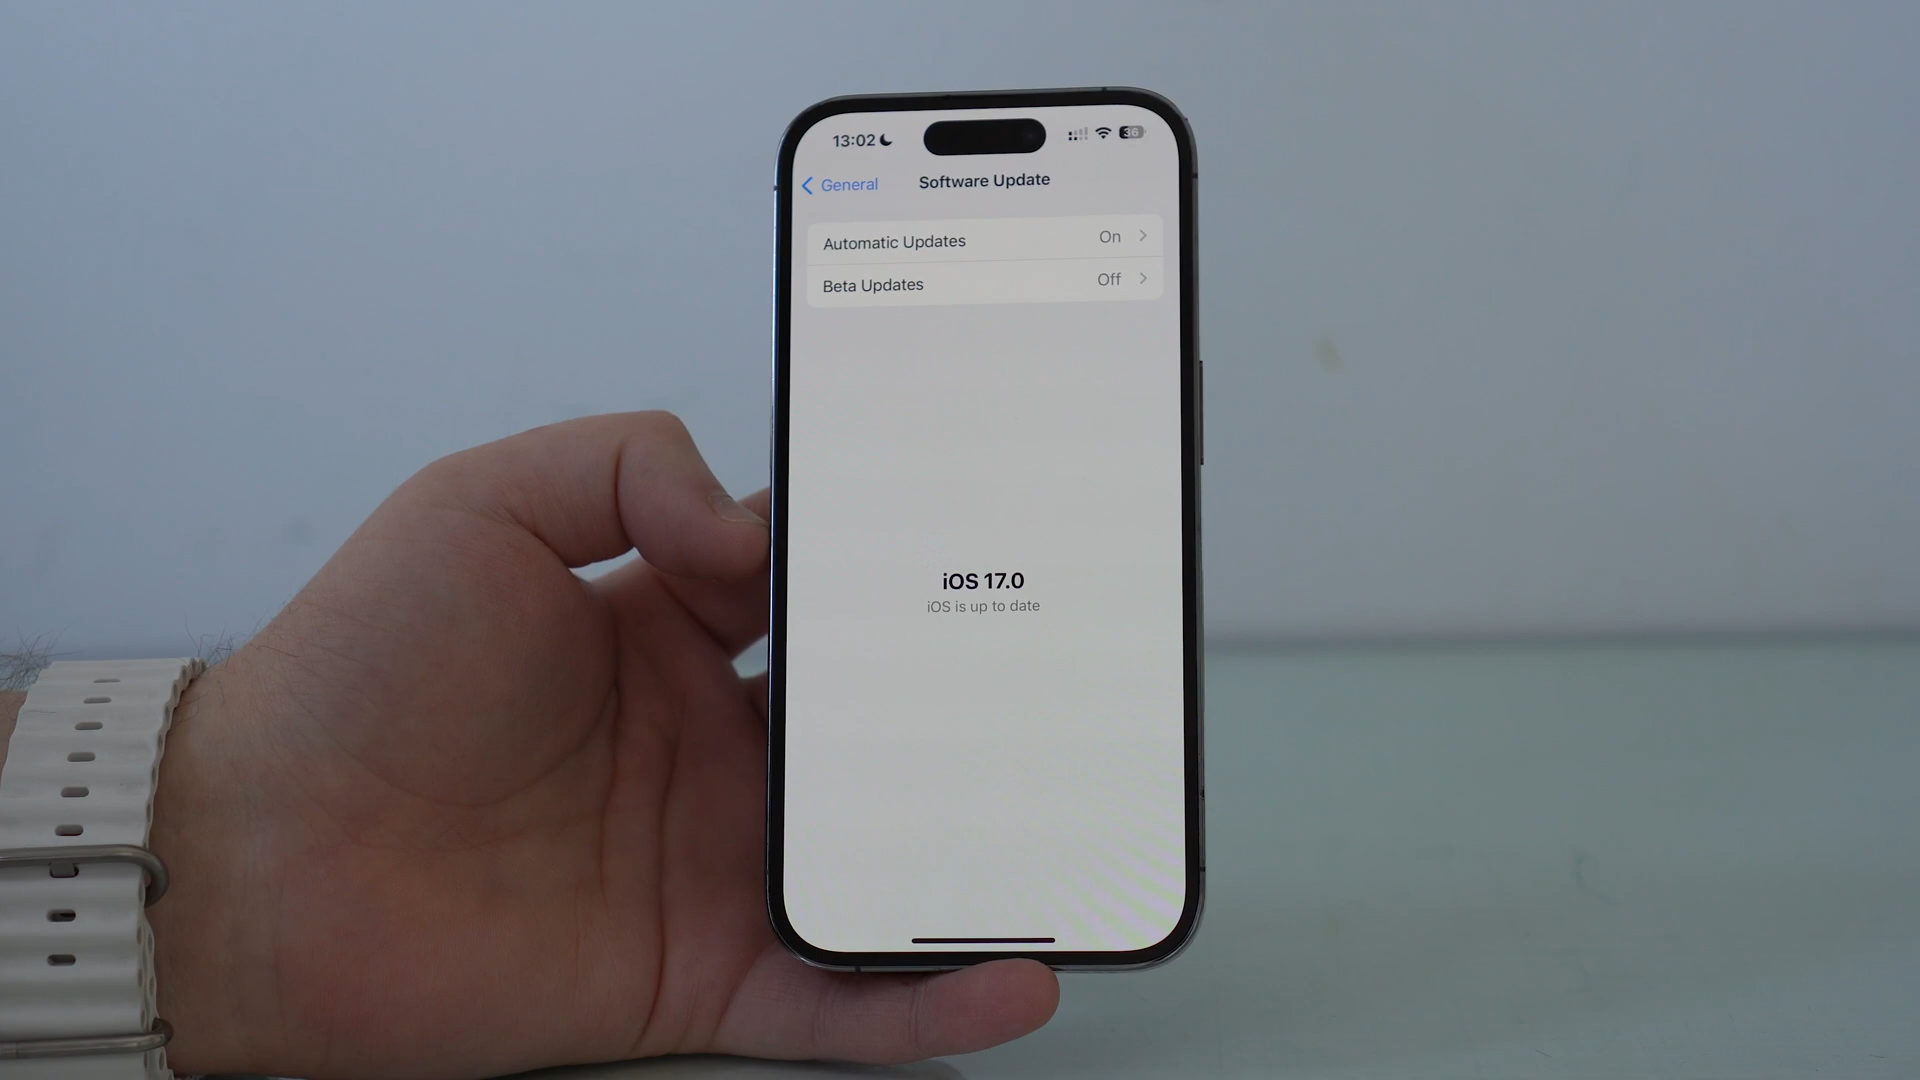 13:02
36
General
Software Update
Automatic Updates On
Beta Updates Off
iOS 17.0
iOS is up to date